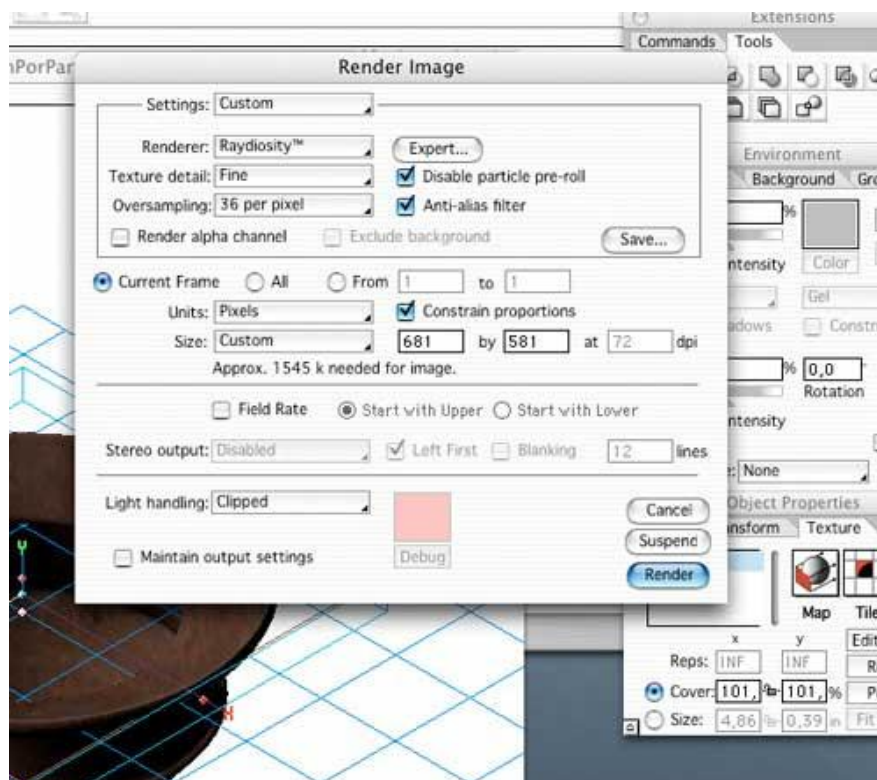 Extensions
Commands Tools
Render Image
Settings: Custom
Renderer: Raydiosity™ Expert...
Texture detail: Fine Disable particle pre-roll
Oversampling: 36 per pixel Anti-alias filter
Render alpha channel Exclude background Save...
Current Frame All From 1 to 1
Units: Pixels Constrain proportions
Size: Custom 681 by 581 at 72 dpi
Approx. 1545 k needed for image.
Field Rate Start with Upper Start with Lower
Stereo output: Disabled Left First Blanking 12 lines
Light handling: Clipped
Debug
Maintain output settings
Cancel
Suspend
Render
Environment
Background
%
Color
Gel
% 0,0
Rotation
None
Object Properties
Texture
Map
x y
Reps: INF INF
Cover: 101, 101, %
Size: 4,86 0,39 in Fit
Y
X